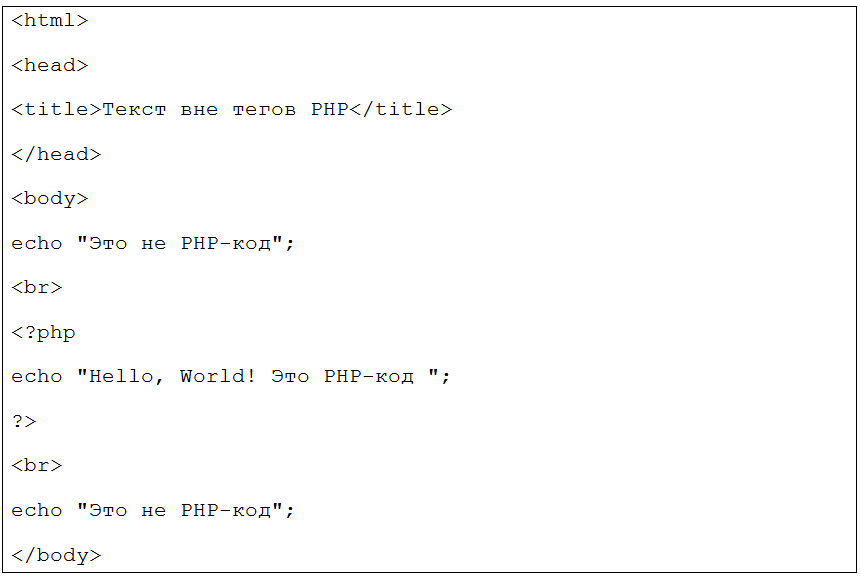 <html>
<head>
<title>Текст вне тегов PHP</title>
</head>
<body>
echo "Это не PHP-код";
<br>
<?php
echo "Hello, World! Это PHP-код ";
?>
<br>
echo "Это не PHP-код";
</body>